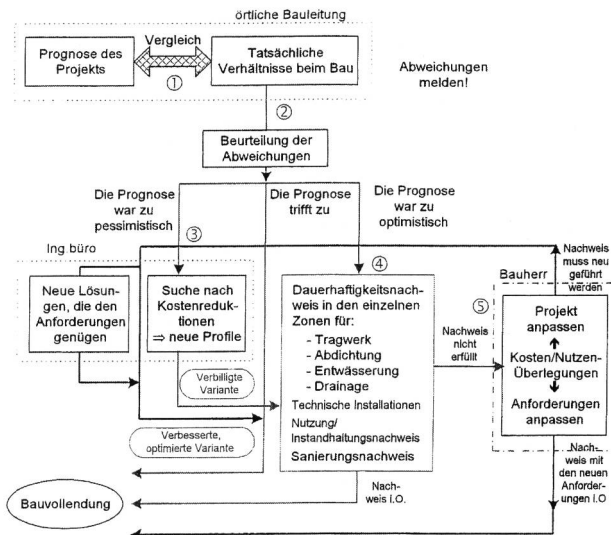 örtliche Bauleitung
Prognose des
Projekts
Vergleich
①
Tatsächliche
Verhältnisse beim Bau
Abweichungen
melden!
②
Beurteilung der
Abweichungen
Die Prognose
war zu
pessimistisch
Die Prognose
trifft zu
Die Prognose
war zu
optimistisch
③
Ing.büro
Neue Lösun-
gen, die den
Anforderungen
genügen
Suche nach
Kostenreduk-
tionen
⇒ neue Profile
④
Dauerhaftigkeitsnach-
weis in den einzelnen
Zonen für:
- Tragwerk
- Abdichtung
- Entwässerung
- Drainage
Technische Installationen
Nutzung/
Instandhaltungsnachweis
Sanierungsnachweis
Nachweis
nicht
erfüllt
Nachweis
muss neu
geführt
werden
Bauherr
⑤
Projekt
anpassen
Kosten/Nutzen-
Überlegungen
Anforderungen
anpassen
Verbilligte
Variante
Verbesserte,
optimierte Variante
Nach-
weis i.O.
Nach-
weis mit
den neuen
Anforder-
ungen i.O
Bauvollendung